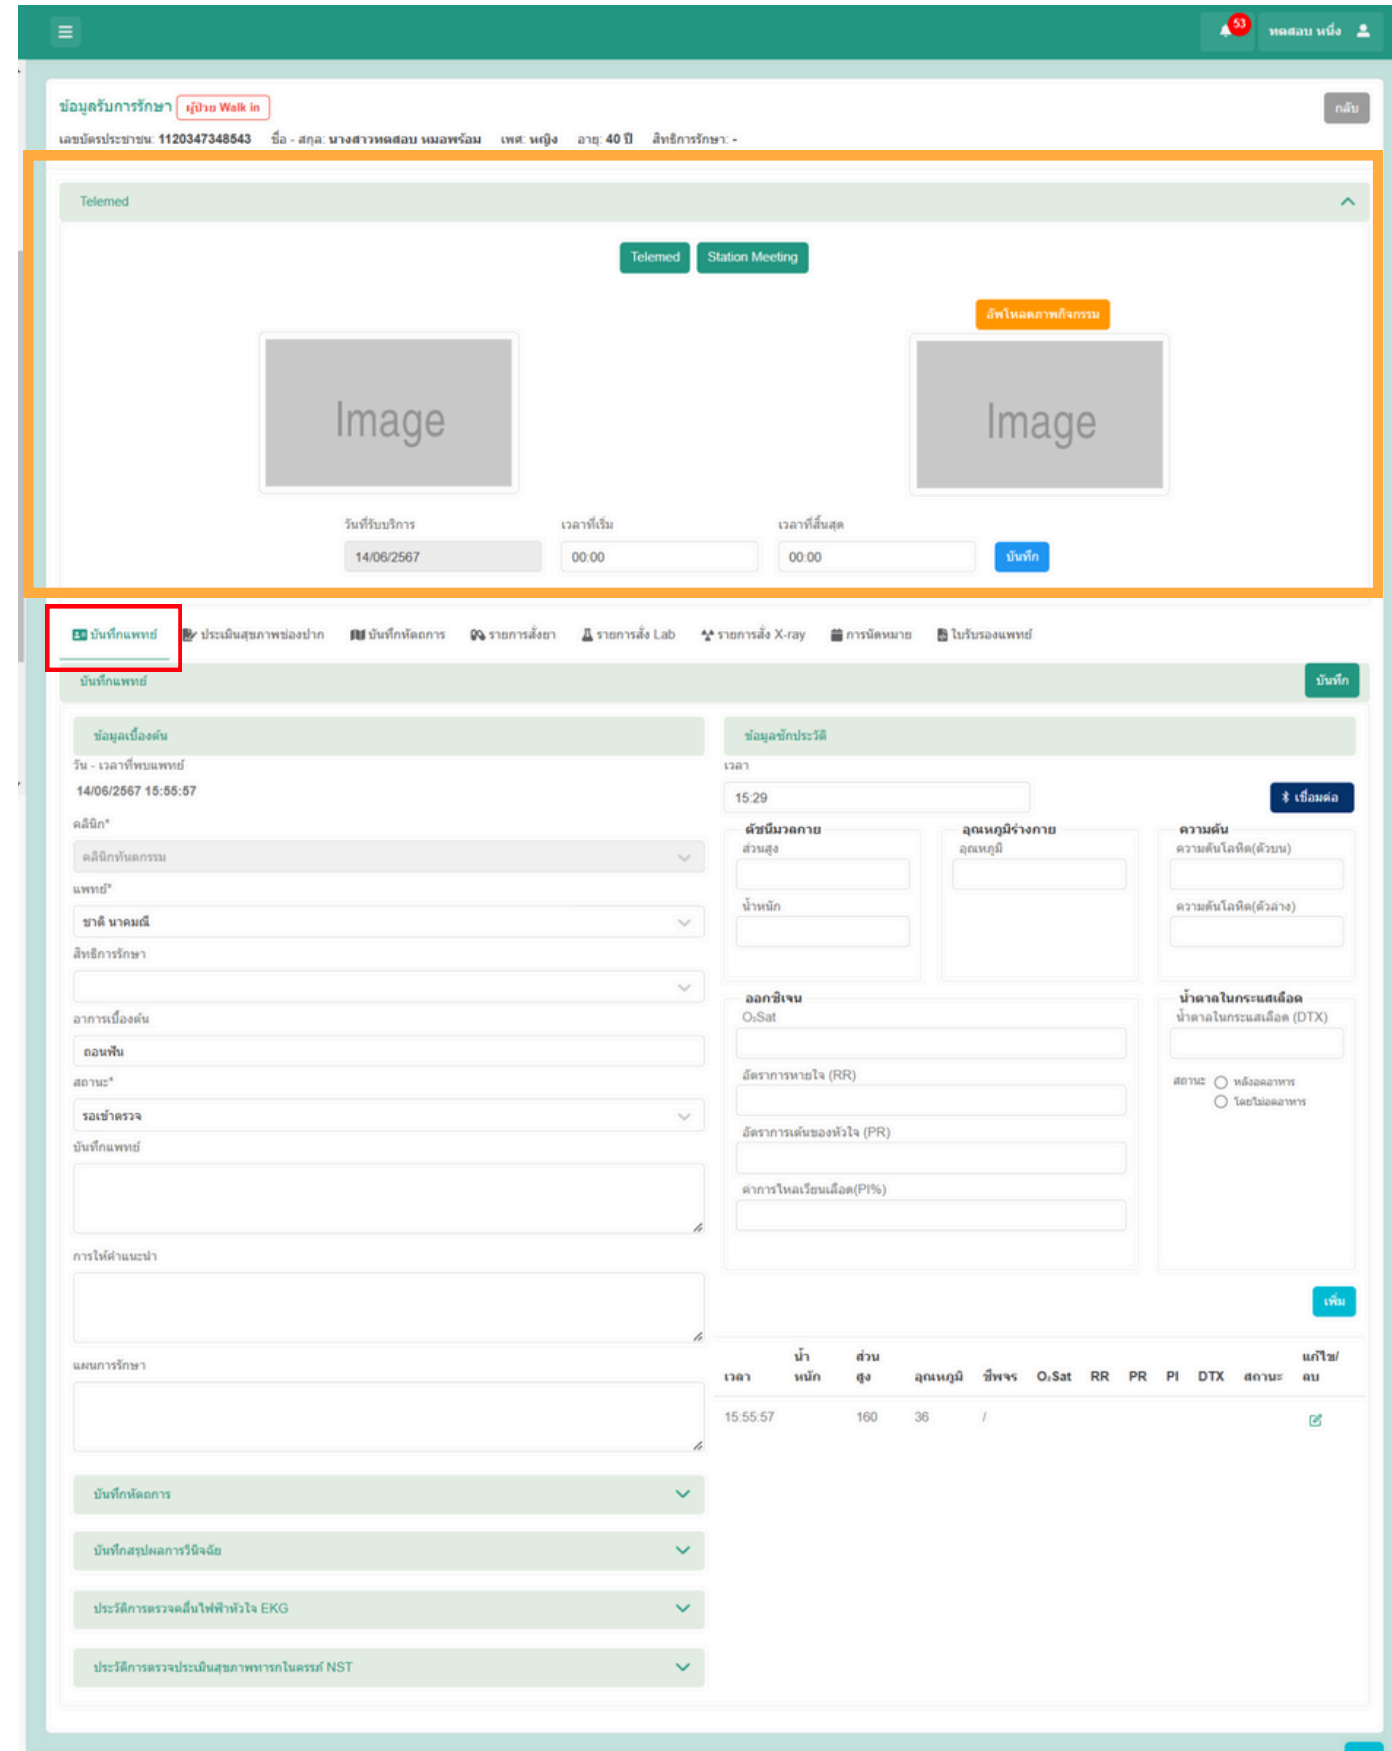 53 ทดสอบ หนึ่ง
ข้อมูลรับการรักษา ผู้ป่วย Walk in กลับ
เลขบัตรประชาชน: 1120347348543 ชื่อ - สกุล: นางสาวทดสอบ หมอพร้อม เพศ: หญิง อายุ: 40 ปี สิทธิการรักษา: -
Telemed
Telemed Station Meeting
อัพโหลดภาพกิจกรรม
Image Image
วันที่รับบริการ เวลาที่เริ่ม เวลาที่สิ้นสุด
14/06/2567 00:00 00:00 บันทึก
บันทึกแพทย์ ประเมินสุขภาพช่องปาก บันทึกหัตถการ รายการสั่งยา รายการสั่ง Lab รายการสั่ง X-ray การนัดหมาย ใบรับรองแพทย์
บันทึกแพทย์ บันทึก
ข้อมูลเบื้องต้น
วัน - เวลาที่พบแพทย์
14/06/2567 15:55:57
คลินิก*
คลินิกทันตกรรม
แพทย์*
ชาติ นาคมณี
สิทธิการรักษา
อาการเบื้องต้น
ถอนฟัน
สถานะ*
รอเข้าตรวจ
บันทึกแพทย์
การให้คำแนะนำ
แผนการรักษา
บันทึกหัตถการ
บันทึกสรุปผลการวินิจฉัย
ประวัติการตรวจคลื่นไฟฟ้าหัวใจ EKG
ประวัติการตรวจประเมินสุขภาพทารกในครรภ์ NST
ข้อมูลซักประวัติ
เวลา
15:29 เชื่อมต่อ
ดัชนีมวลกาย อุณหภูมิร่างกาย ความดัน
ส่วนสูง อุณหภูมิ ความดันโลหิต(ตัวบน)
น้ำหนัก ความดันโลหิต(ตัวล่าง)
ออกซิเจน น้ำตาลในกระแสเลือด
O₂Sat น้ำตาลในกระแสเลือด (DTX)
อัตราการหายใจ (RR) สถานะ หลังอดอาหาร
โดยไม่อดอาหาร
อัตราการเต้นของหัวใจ (PR)
ค่าการไหลเวียนเลือด(PI%)
เพิ่ม
เวลา น้ำหนัก ส่วนสูง อุณหภูมิ ชีพจร O₂Sat RR PR PI DTX สถานะ แก้ไข/ลบ
15:55:57 160 36 /